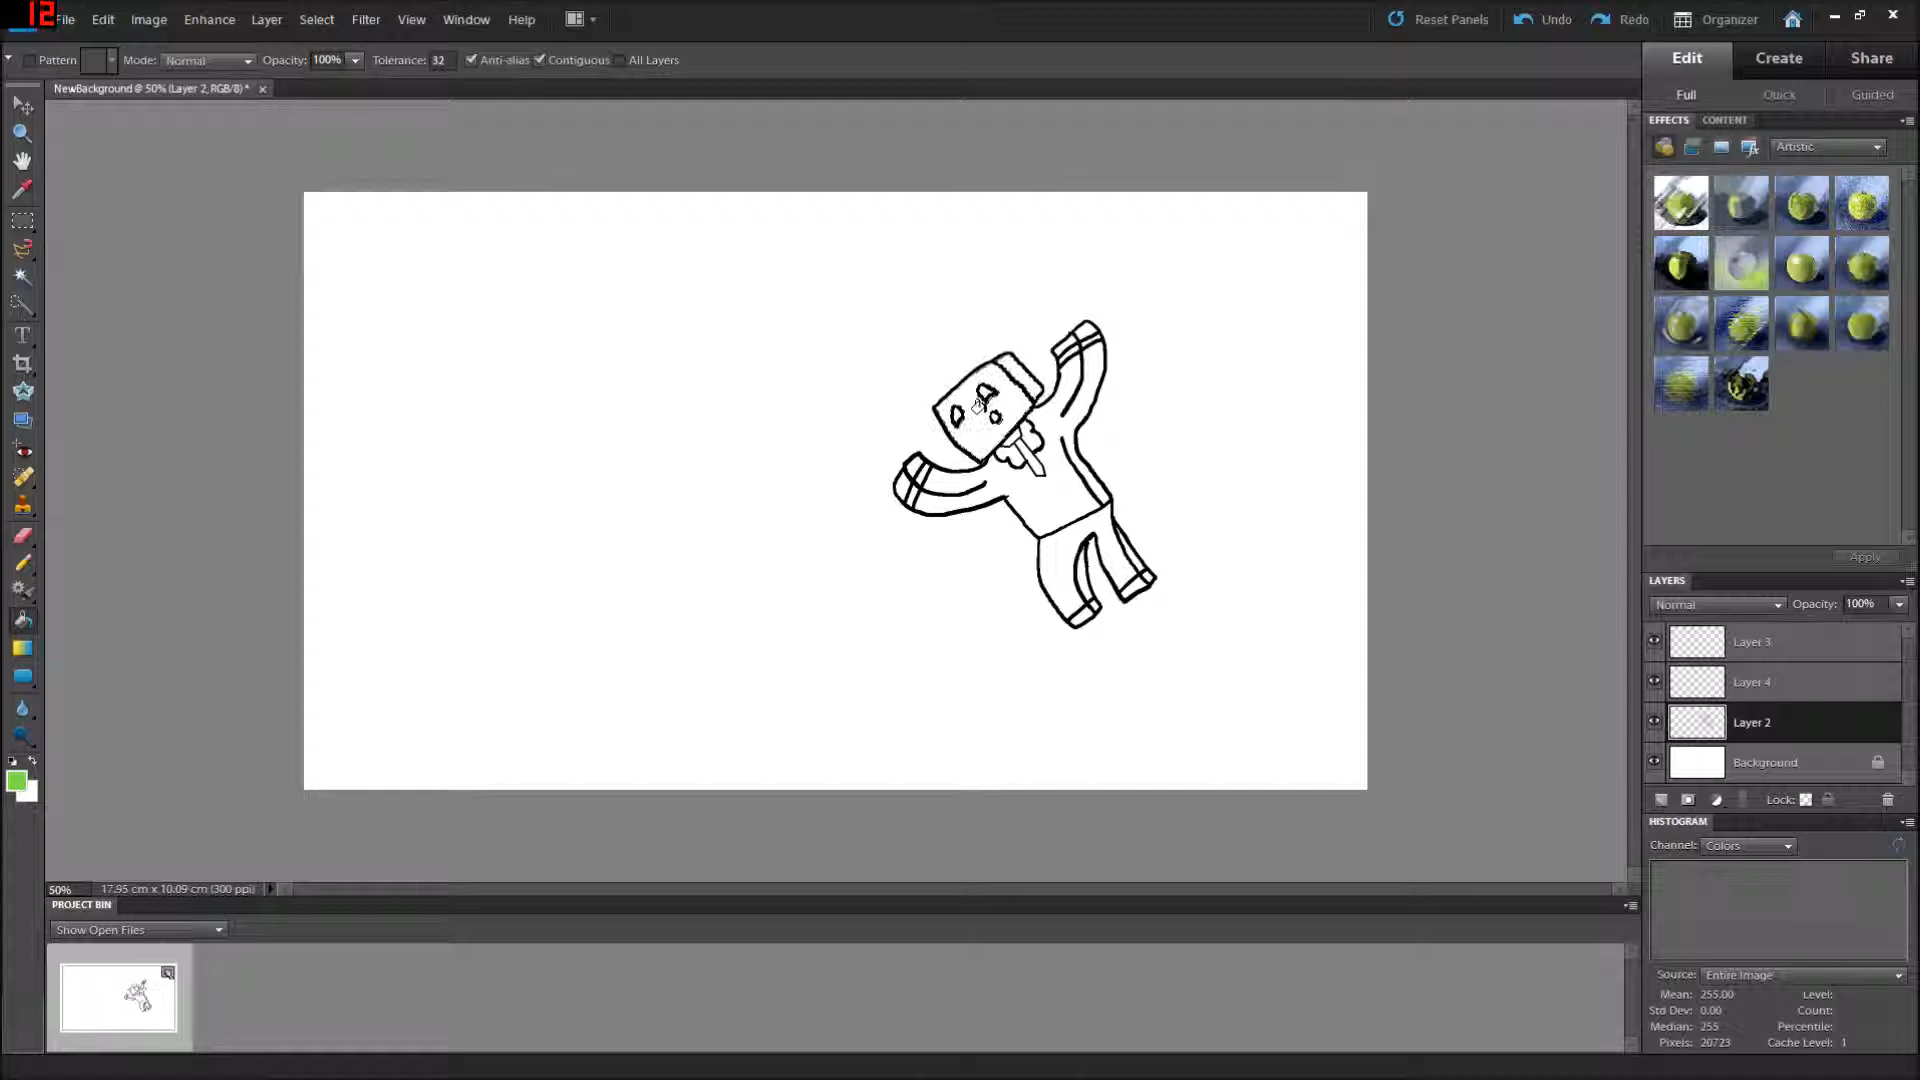 12
File Edit Image Enhance Layer Select Filter View Window Help Reset Panels Undo Redo Organizer
Pattern Mode: Normal Opacity: 100% Tolerance: 32 Anti-alias Contiguous All Layers
Edit Create Share
NewBackground @ 50% (Layer 2, RGB/8) *
Full Quick Guided
EFFECTS CONTENT
Artistic
Apply
LAYERS
Normal Opacity: 100%
Layer 3
Layer 4
Layer 2
Background
Lock:
HISTOGRAM
Channel: Colors
50% 17.95 cm x 10.09 cm (300 ppi)
PROJECT BIN
Show Open Files
Source: Entire Image
Mean: 255.00 Level:
Std Dev: 0.00 Count:
Median: 255 Percentile:
Pixels: 20723 Cache Level: 1